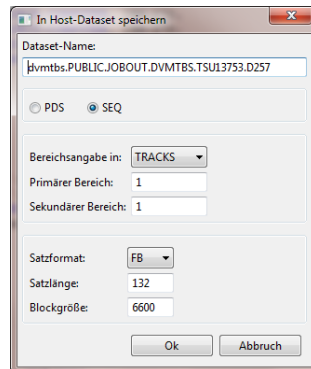 In Host-Dataset speichern
Dataset-Name:
dvmtbs.PUBLIC.JOBOUT.DVMTBS.TSU13753.D257
PDS SEQ
Bereichsangabe in: TRACKS
Primärer Bereich: 1
Sekundärer Bereich: 1
Satzformat: FB
Satzlänge: 132
Blockgröße: 6600
Ok Abbruch